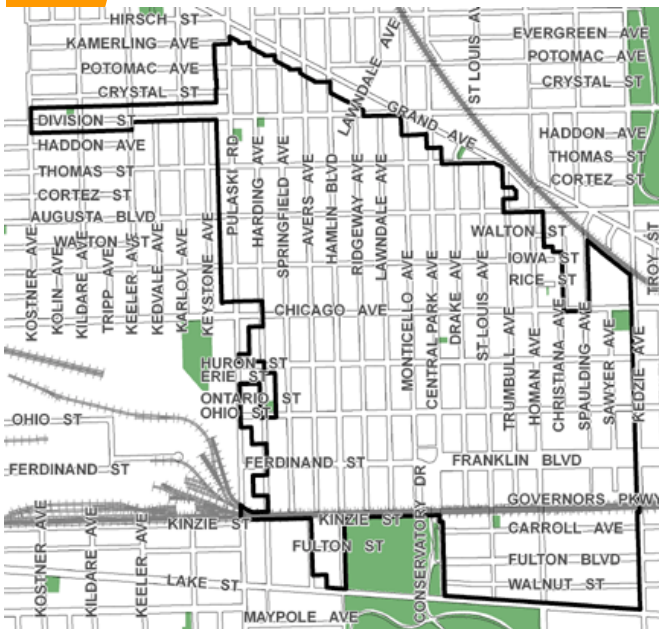 HIRSCH ST
KAMERLING AVE
POTOMAC AVE
CRYSTAL ST
DIVISION ST
HADDON AVE
THOMAS ST
CORTEZ ST
AUGUSTA BLVD
WALTON ST
LAWNDALE AVE
ST LOUIS AV
GRAND AVE
EVERGREEN AVE
POTOMAC AVE
CRYSTAL ST
HADDON AVE
THOMAS ST
CORTEZ ST
WALTON ST
IOWA ST
RICE ST
TROY ST
KOSTNER AVE
KOLIN AVE
KILDARE AVE
TRIPP AVE
KEELER AVE
KEDVALE AVE
KARLOV AVE
KEYSTONE AVE
PULASKI RD
HARDING AVE
SPRINGFIELD AVE
AVERS AVE
HAMLIN BLVD
RIDGEWAY AVE
LAWNDALE AVE
MONTICELLO AVE
CENTRAL PARK AVE
DRAKE AVE
ST LOUIS AVE
TRUMBULL AVE
HOMAN AVE
CHRISTIANA AVE
SPAULDING AVE
SAWYER AVE
KEDZIE AVE
CHICAGO AVE
HURON ST
ERIE ST
ONTARIO ST
OHIO ST
OHIO ST
FERDINAND ST
FERDINAND ST
FRANKLIN BLVD
GOVERNORS PKWY
KINZIE ST
KINZIE ST
CARROLL AVE
FULTON ST
FULTON BLVD
LAKE ST
WALNUT ST
MAYPOLE AVE
KOSTNER AVE
KILDARE AVE
KEELER AVE
CONSERVATORY DR